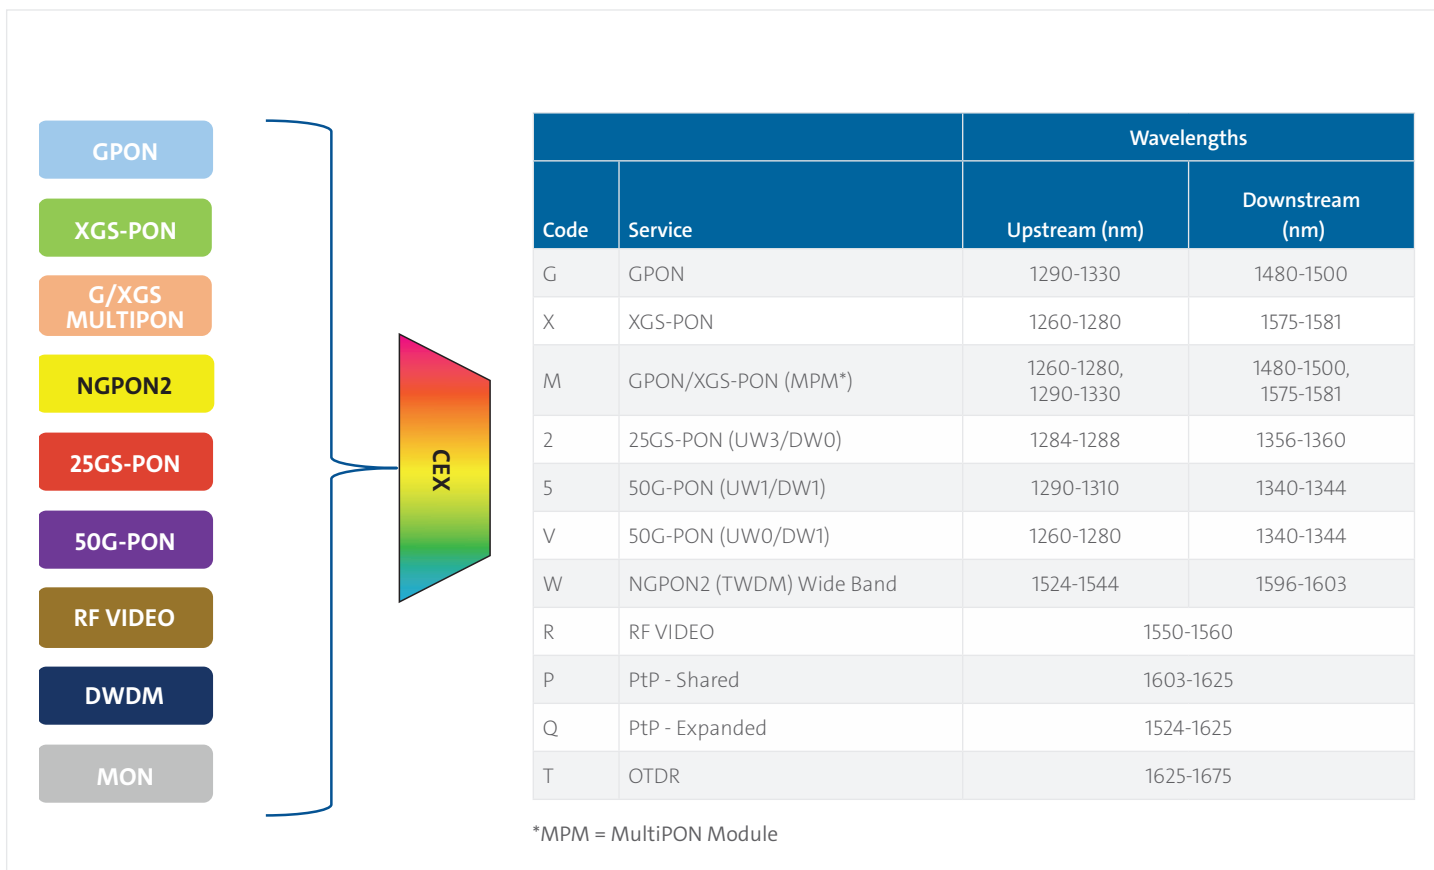 GPON
XGS-PON
G/XGS
MULTIPON
NGPON2
25GS-PON
50G-PON
RF VIDEO
DWDM
MON
CEX
Wavelengths
Code Service Upstream (nm) Downstream
(nm)
G GPON 1290-1330 1480-1500
X XGS-PON 1260-1280 1575-1581
M GPON/XGS-PON (MPM*) 1260-1280, 1480-1500,
1290-1330 1575-1581
2 25GS-PON (UW3/DW0) 1284-1288 1356-1360
5 50G-PON (UW1/DW1) 1290-1310 1340-1344
V 50G-PON (UW0/DW1) 1260-1280 1340-1344
W NGPON2 (TWDM) Wide Band 1524-1544 1596-1603
R RF VIDEO 1550-1560
P PtP - Shared 1603-1625
Q PtP - Expanded 1524-1625
T OTDR 1625-1675
*MPM = MultiPON Module